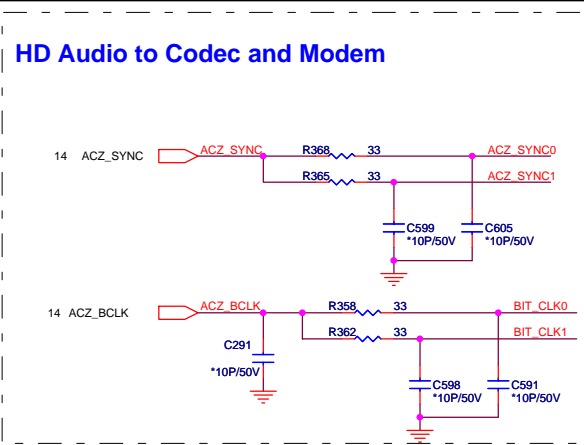 HD Audio to Codec and Modem
14 ACZ_SYNC ACZ_SYNC R368 33 ACZ_SYNC0
R365 33 ACZ_SYNC1
C599 C605
*10P/50V *10P/50V
14 ACZ_BCLK ACZ_BCLK R358 33 BIT_CLK0
R362 33 BIT_CLK1
C291
*10P/50V
C598 C591
*10P/50V *10P/50V